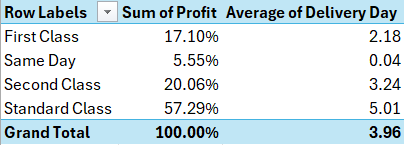 Row Labels Sum of Profit Average of Delivery Day
First Class 17.10% 2.18
Same Day 5.55% 0.04
Second Class 20.06% 3.24
Standard Class 57.29% 5.01
Grand Total 100.00% 3.96